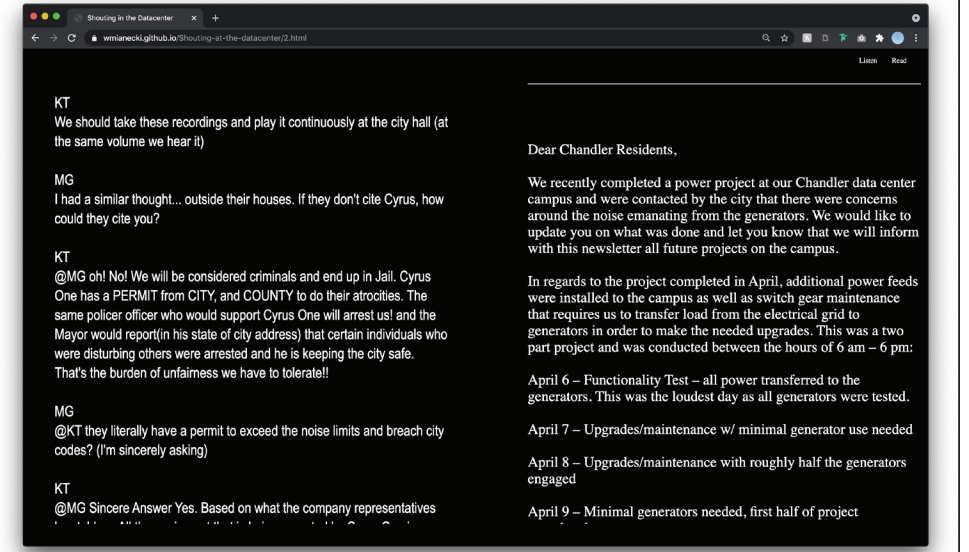 Shouting in the Datacenter
wmianecki.github.io/Shouting-at-the-datacenter/2.html
Listen Read
KT
We should take these recordings and play it continuously at the city hall (at
the same volume we hear it)
MG
I had a similar thought... outside their houses. If they don't cite Cyrus, how
could they cite you?
KT
@MG oh! No! We will be considered criminals and end up in Jail. Cyrus
One has a PERMIT from CITY, and COUNTY to do their atrocities. The
same policer officer who would support Cyrus One will arrest us! and the
Mayor would report(in his state of city address) that certain individuals who
were disturbing others were arrested and he is keeping the city safe.
That's the burden of unfairness we have to tolerate!!
MG
@KT they literally have a permit to exceed the noise limits and breach city
codes? (I'm sincerely asking)
KT
@MG Sincere Answer Yes. Based on what the company representatives
Dear Chandler Residents,
We recently completed a power project at our Chandler data center
campus and were contacted by the city that there were concerns
around the noise emanating from the generators. We would like to
update you on what was done and let you know that we will inform
with this newsletter all future projects on the campus.
In regards to the project completed in April, additional power feeds
were installed to the campus as well as switch gear maintenance
that requires us to transfer load from the electrical grid to
generators in order to make the needed upgrades. This was a two
part project and was conducted between the hours of 6 am – 6 pm:
April 6 – Functionality Test – all power transferred to the
generators. This was the loudest day as all generators were tested.
April 7 – Upgrades/maintenance w/ minimal generator use needed
April 8 – Upgrades/maintenance with roughly half the generators
engaged
April 9 – Minimal generators needed, first half of project